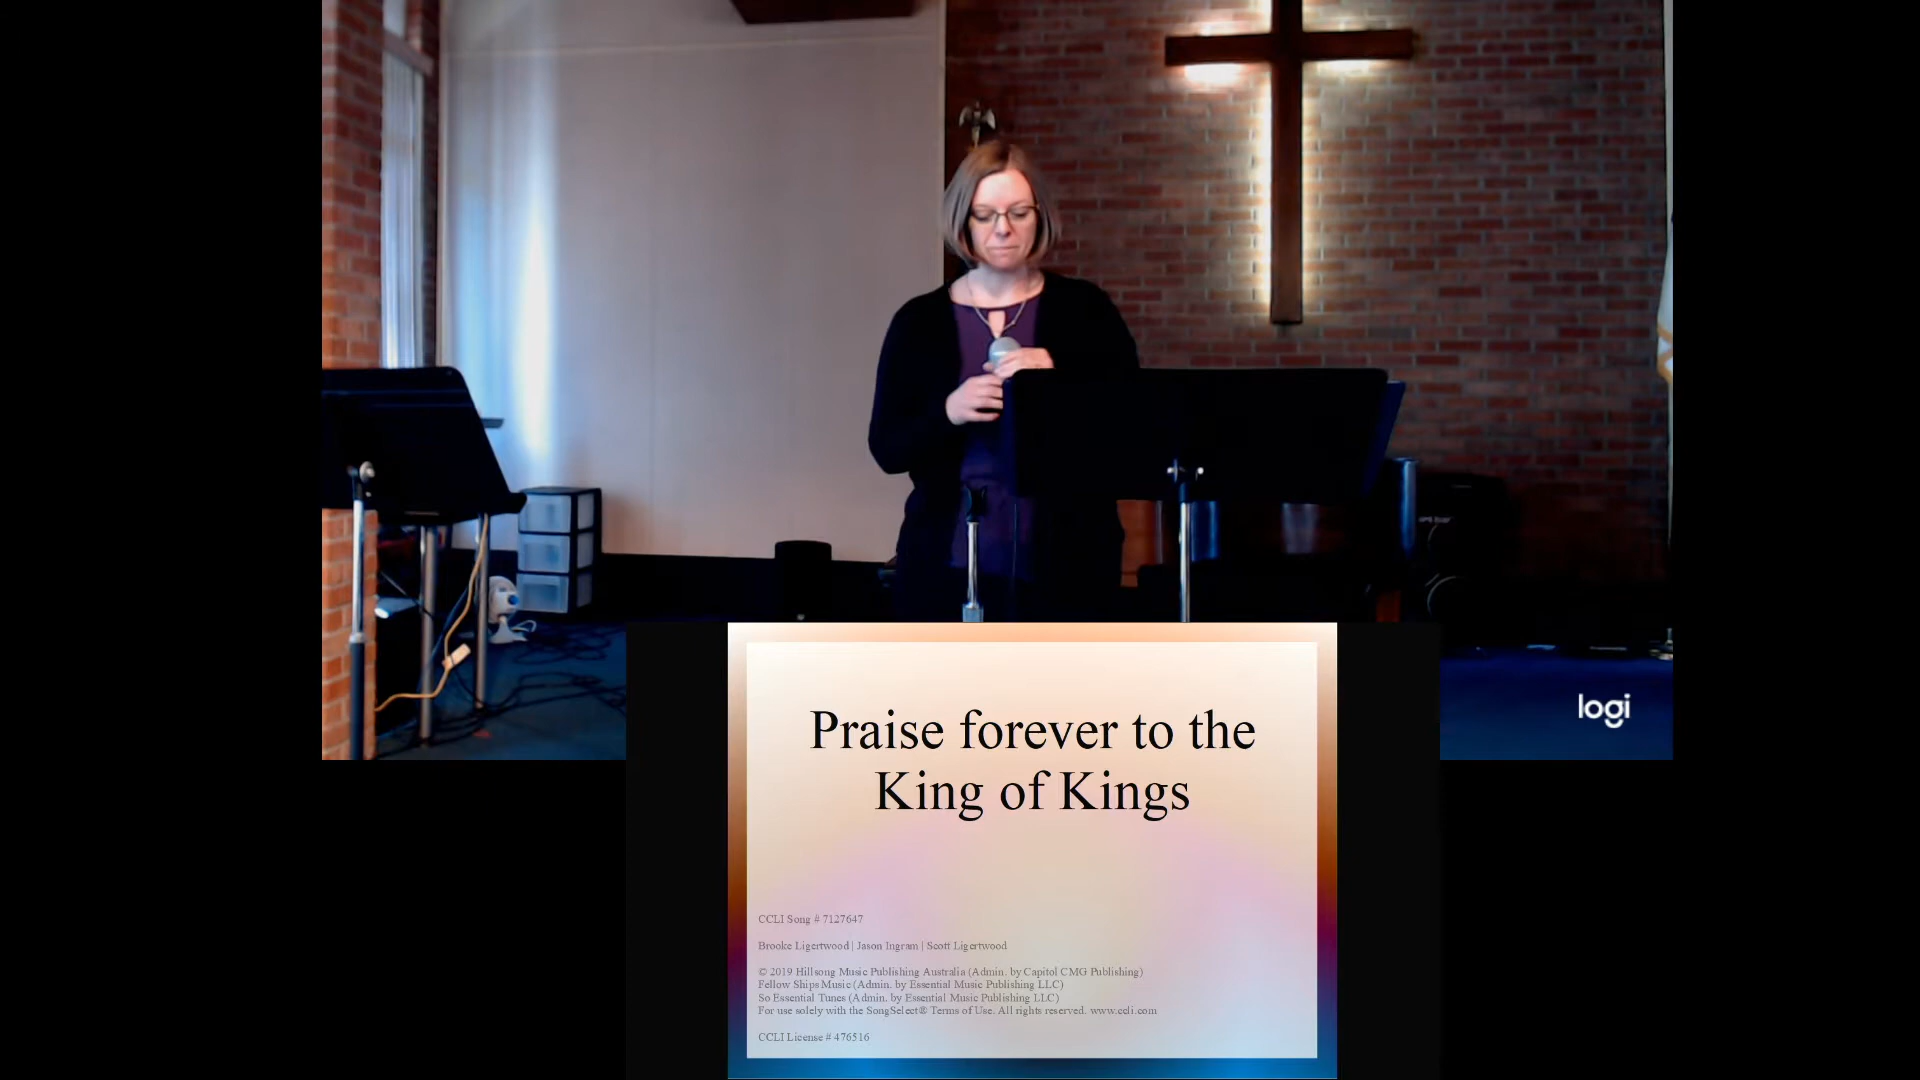 logi
Praise forever to the
King of Kings
CCLI Song # 7127647
Brooke Ligertwood | Jason Ingram | Scott Ligertwood
© 2019 Hillsong Music Publishing Australia (Admin. by Capitol CMG Publishing)
Fellow Ships Music (Admin. by Essential Music Publishing LLC)
So Essential Tunes (Admin. by Essential Music Publishing LLC)
For use solely with the SongSelect® Terms of Use. All rights reserved. www.ccli.com
CCLI License # 476516